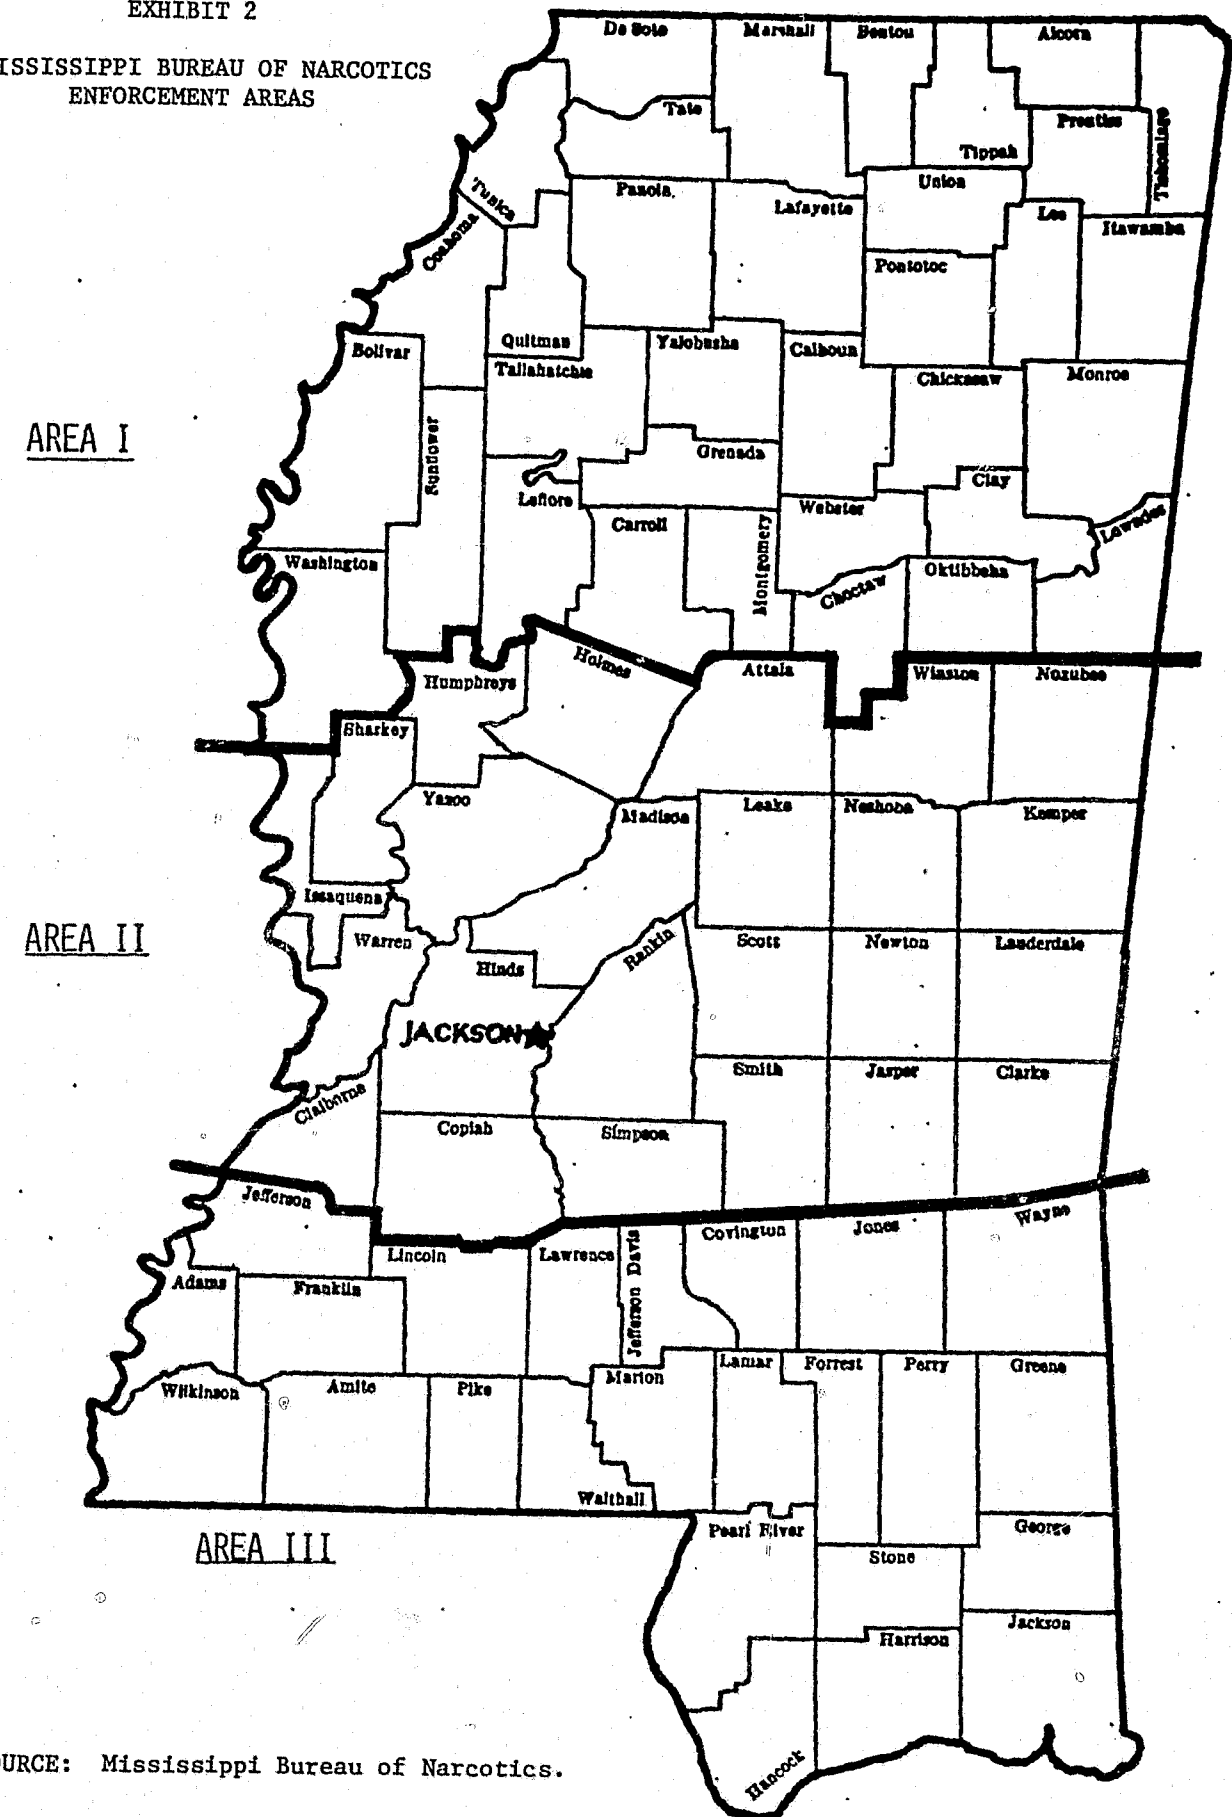 EXHIBIT 2
ISSISSIPPI BUREAU OF NARCOTICS
ENFORCEMENT AREAS
De Soto
Marshall
Benton
Alcorn
Tate
Prentiss
Tishomingo
Tippah
Tunica
Panola
Union
Lafayette
Lee
Itawamba
Coahoma
Pontotoc
Quitman
Yalobusha
Calhoun
Bolivar
Tallahatchie
Chickasaw
Monroe
AREA I
Sunflower
Grenada
Clay
Leflore
Webster
Carroll
Montgomery
Lowndes
Washington
Choctaw
Oktibbeha
Holmes
Attala
Winston
Noxubee
Humphreys
Sharkey
Yazoo
Madison
Leake
Neshoba
Kemper
Issaquena
AREA II
Warren
Rankin
Scott
Newton
Lauderdale
Hinds
JACKSON
Smith
Jasper
Clarke
Claiborne
Copiah
Simpson
Jefferson
Covington
Jones
Wayne
Lincoln
Lawrence
Jefferson Davis
Adams
Franklin
Wilkinson
Amite
Pike
Marion
Lamar
Forrest
Perry
Greene
Walthall
AREA III
Pearl River
George
Stone
Jackson
Harrison
Hancock
OURCE: Mississippi Bureau of Narcotics.